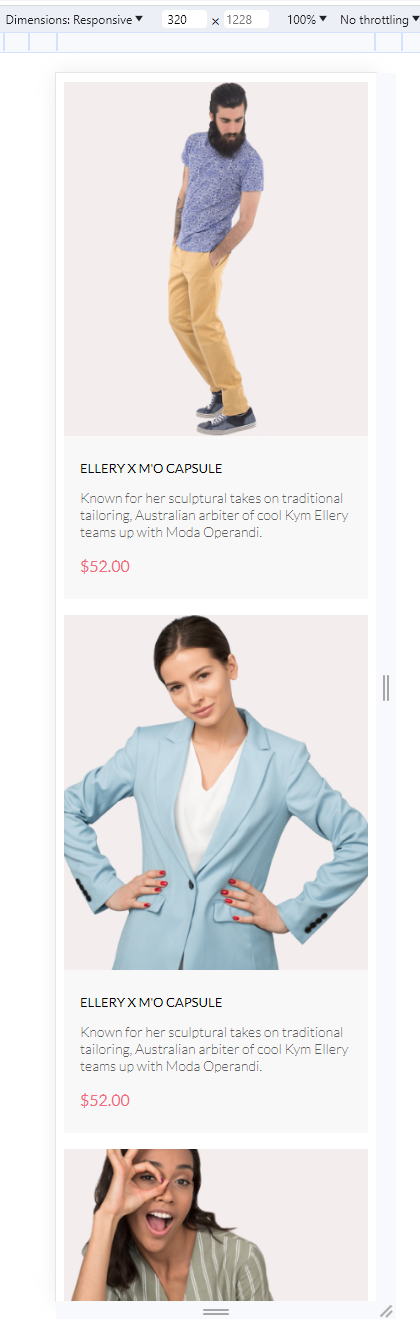 Dimensions: Responsive ▼ 320 × 1228 100% ▼ No throttling ▼
ELLERY X M'O CAPSULE
Known for her sculptural takes on traditional
tailoring, Australian arbiter of cool Kym Ellery
teams up with Moda Operandi.
$52.00
ELLERY X M'O CAPSULE
Known for her sculptural takes on traditional
tailoring, Australian arbiter of cool Kym Ellery
teams up with Moda Operandi.
$52.00